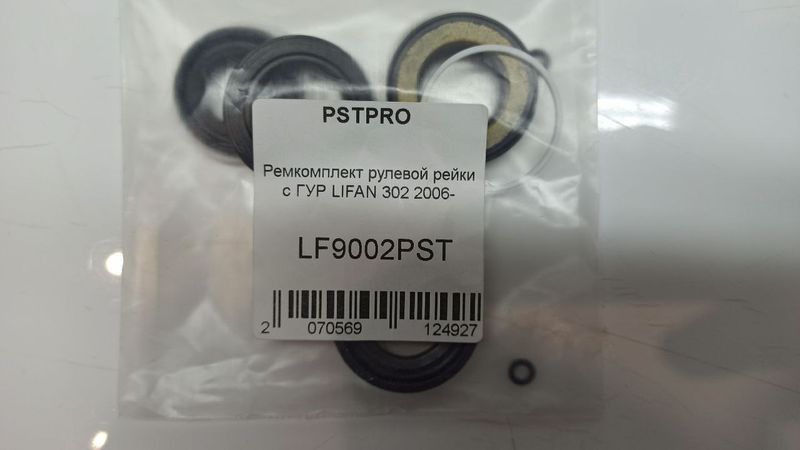 PSTPRO
Ремкомплект рулевой рейки
с ГУР LIFAN 302 2006-
LF9002PST
2 070569 124927